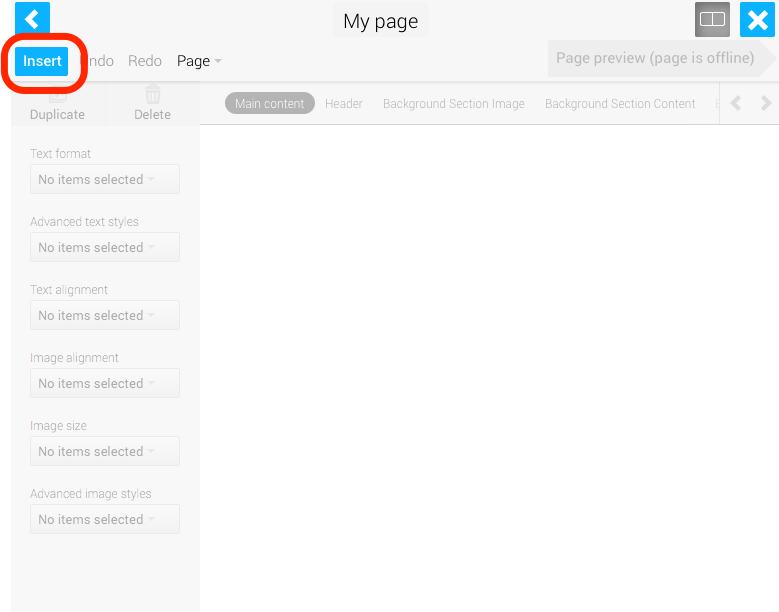 My page
Insert Undo Redo Page
Page preview (page is offline)
Duplicate Delete
Main content Header Background Section Image Background Section Content
Text format
No items selected
Advanced text styles
No items selected
Text alignment
No items selected
Image alignment
No items selected
Image size
No items selected
Advanced image styles
No items selected